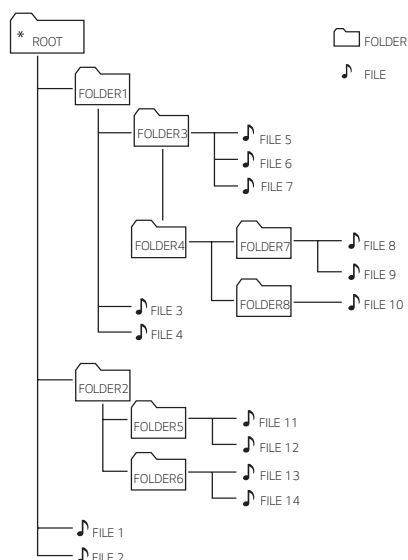 * ROOT
FOLDER
FILE
FOLDER1
FOLDER3
FILE 5
FILE 6
FILE 7
FOLDER4
FOLDER7
FILE 8
FILE 9
FOLDER8
FILE 10
FILE 3
FILE 4
FOLDER2
FOLDER5
FILE 11
FILE 12
FOLDER6
FILE 13
FILE 14
FILE 1
FILE 2